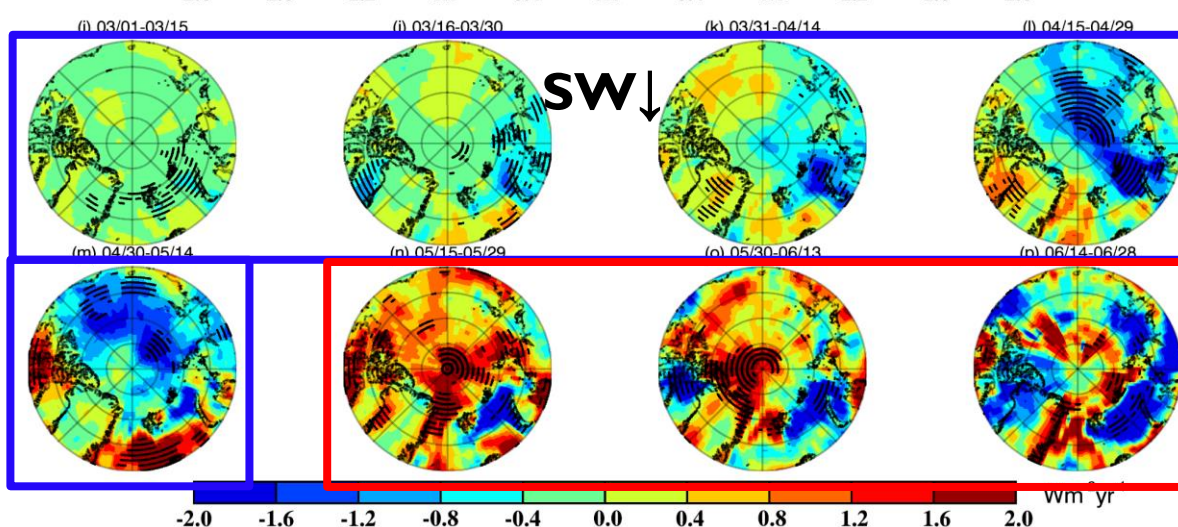 (i) 03/01-03/15 (j) 03/16-03/30 (k) 03/31-04/14 (l) 04/15-04/29
SW↓
(m) 04/30-05/14 (n) 05/15-05/29 (o) 05/30-06/13 (p) 06/14-06/28
-2.0 -1.6 -1.2 -0.8 -0.4 0.0 0.4 0.8 1.2 1.6 2.0